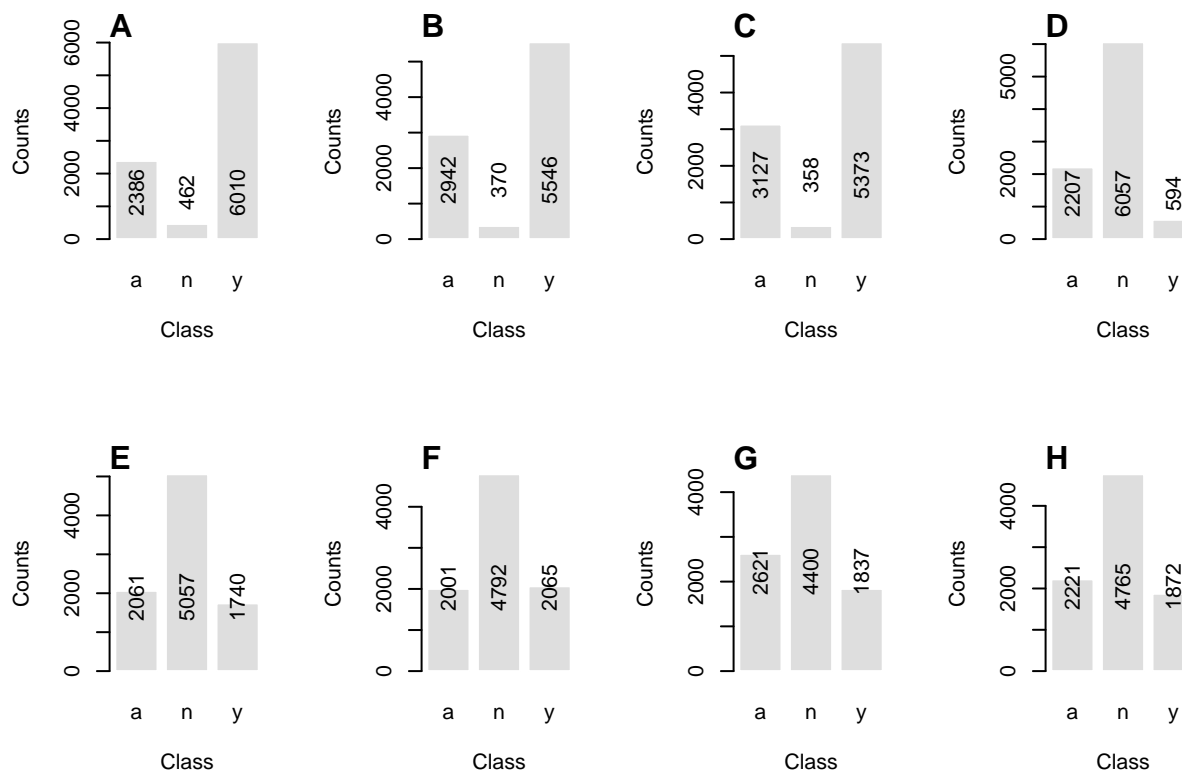 A
Counts
0
2000
4000
6000
2386
462
6010
a n y
Class
B
Counts
0
2000
4000
2942
370
5546
a n y
Class
C
Counts
0
2000
4000
3127
358
5373
a n y
Class
D
Counts
0
2000
5000
2207
6057
594
a n y
Class
E
Counts
0
2000
4000
2061
5057
1740
a n y
Class
F
Counts
0
2000
4000
2001
4792
2065
a n y
Class
G
Counts
0
2000
4000
2621
4400
1837
a n y
Class
H
Counts
0
2000
4000
2221
4765
1872
a n y
Class